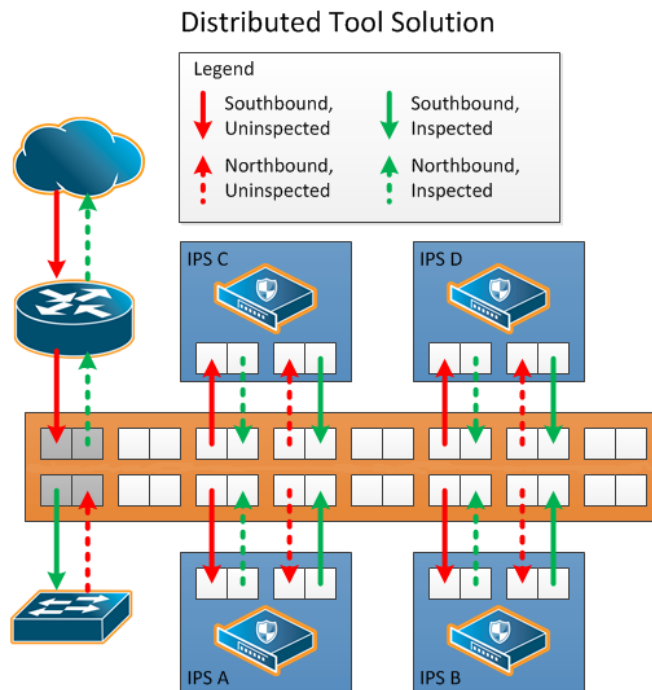 Distributed Tool Solution
Legend
Southbound,
Uninspected
Southbound,
Inspected
Northbound,
Uninspected
Northbound,
Inspected
IPS C
IPS D
IPS A
IPS B